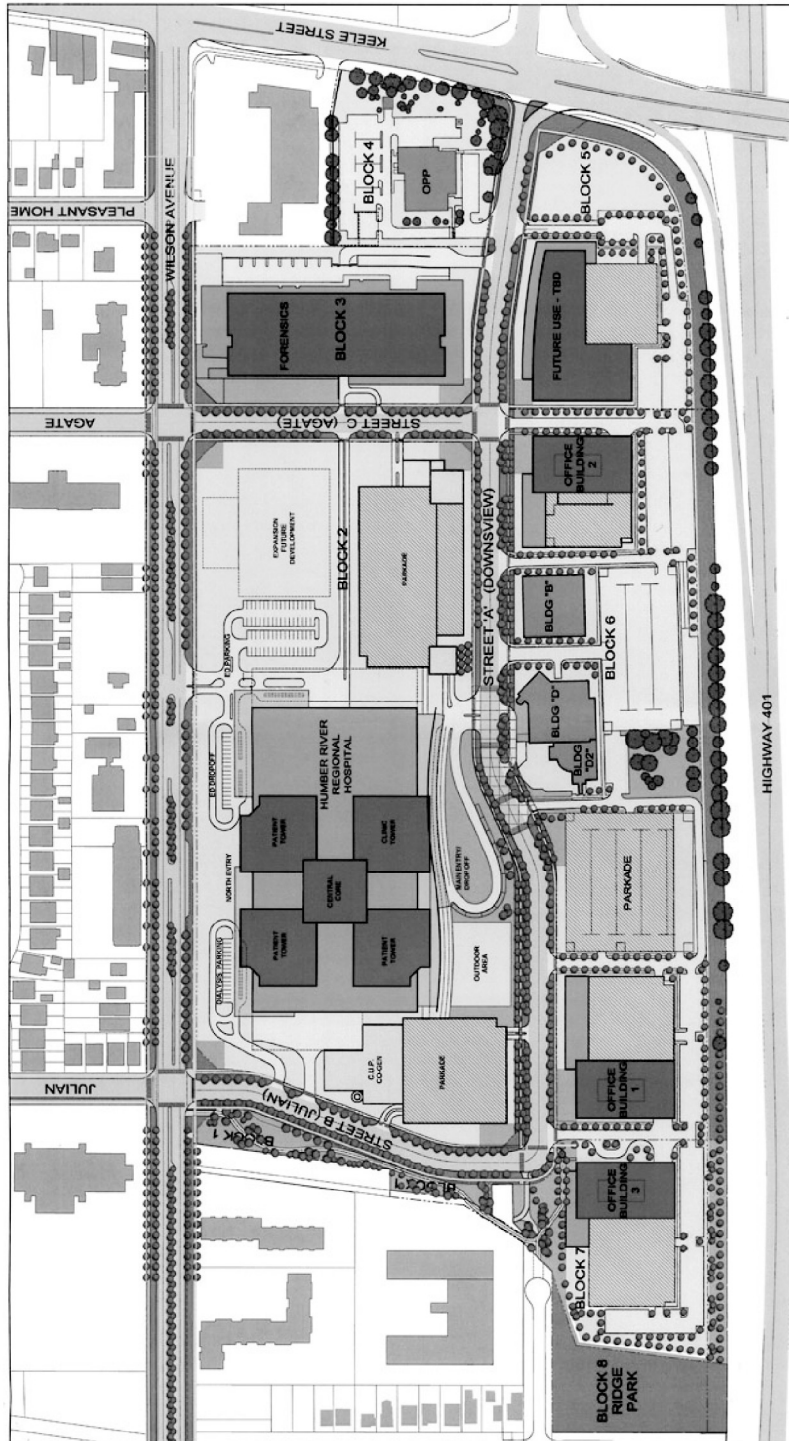 KEELE STREET
WILSON AVENUE
PLEASANT HOME
AGATE
JULIAN
HIGHWAY 401
BLOCK 4
OPP
BLOCK 5
FORENSICS
BLOCK 3
FUTURE USE - TBD
STREET C (AGATE)
OFFICE
BUILDING
2
EXPANSION
FUTURE
DEVELOPMENT
BLOCK 2
PARKADE
STREET 'A' (DOWNSVIEW)
BLDG "B"
BLOCK 6
ED PARKING
BLDG "D"
BLDG
"D2"
ED DROPOFF
HUMBER RIVER
REGIONAL
HOSPITAL
PATIENT
TOWER
CLINIC
TOWER
NORTH ENTRY
CENTRAL
CORE
MAIN ENTRY/
DROPOFF
PARKADE
PATIENT
TOWER
PATIENT
TOWER
DIALYSIS PARKING
OUTDOOR
AREA
C.U.P.
CO-GEN
PARKADE
OFFICE
BUILDING
1
STREET B (JULIAN)
BLOCK 1
BLOCK 1
OFFICE
BUILDING
3
BLOCK 7
BLOCK 8
RIDGE
PARK